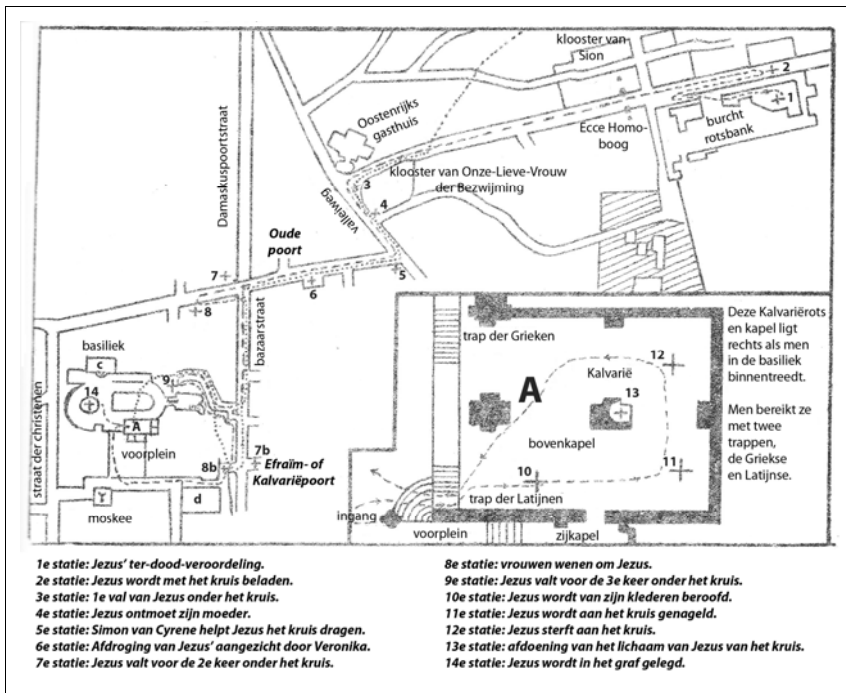 klooster van
Sion
2
1
burcht
rotsbank
Ecce Homo-
boog
Oostenrijks
gasthuis
klooster van Onze-Lieve-Vrouw
der Bezwijming
3
4
valleiweg
Damaskuspoortstraat
Oude
poort
5
6
7
8
bazaarstraat
basiliek
c
14
9
A
voorplein
straat der christenen
7b
8b
Efraïm- of
Kalvariëpoort
d
moskee
trap der Grieken
A
Kalvarië
12
13
bovenkapel
10
11
trap der Latijnen
ingang
voorplein
zijkapel
Deze Kalvariërots
en kapel ligt
rechts als men
in de basiliek
binnentreedt.
Men bereikt ze
met twee
trappen,
de Griekse
en Latijnse.
1e statie: Jezus' ter-dood-veroordeling.
2e statie: Jezus wordt met het kruis beladen.
3e statie: 1e val van Jezus onder het kruis.
4e statie: Jezus ontmoet zijn moeder.
5e statie: Simon van Cyrene helpt Jezus het kruis dragen.
6e statie: Afdroging van Jezus' aangezicht door Veronika.
7e statie: Jezus valt voor de 2e keer onder het kruis.
8e statie: vrouwen wenen om Jezus.
9e statie: Jezus valt voor de 3e keer onder het kruis.
10e statie: Jezus wordt van zijn klederen beroofd.
11e statie: Jezus wordt aan het kruis genageld.
12e statie: Jezus sterft aan het kruis.
13e statie: afdoening van het lichaam van Jezus van het kruis.
14e statie: Jezus wordt in het graf gelegd.